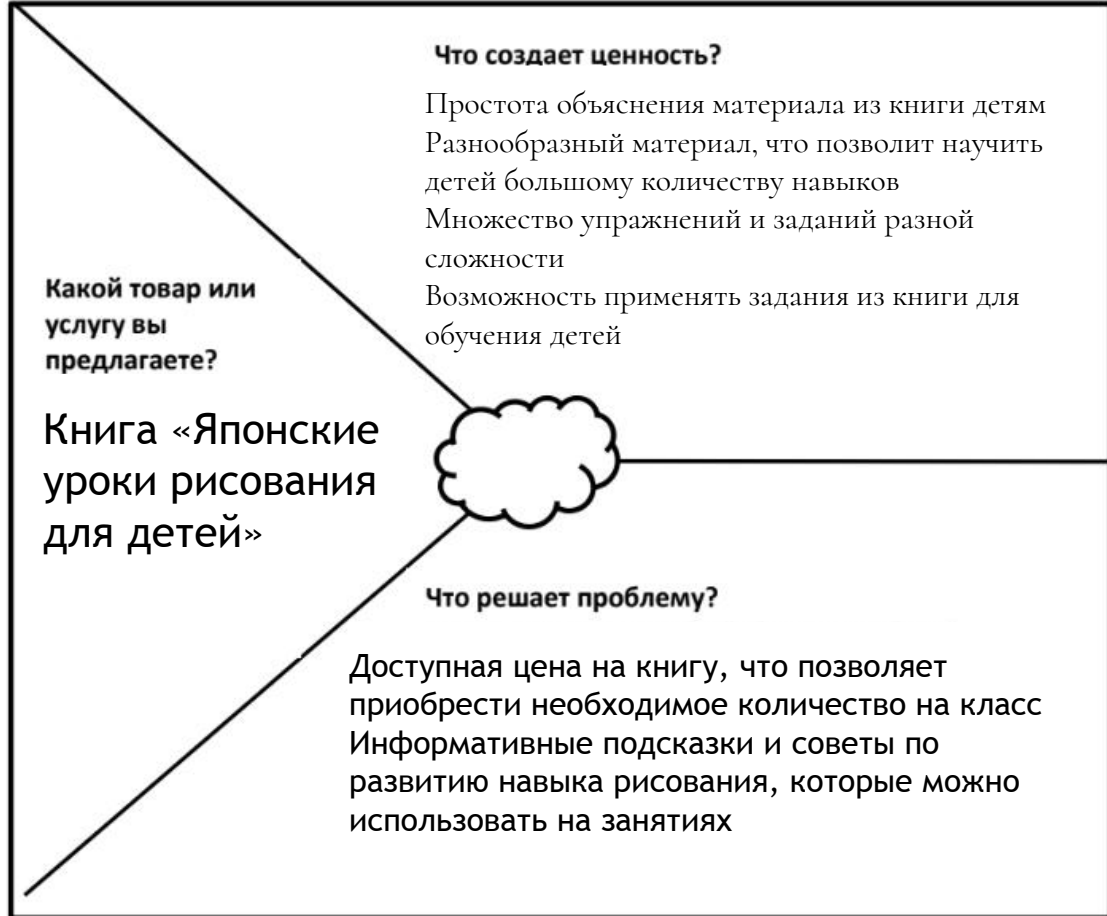 Что создает ценность?
Простота объяснения материала из книги детям
Разнообразный материал, что позволит научить
детей большому количеству навыков
Множество упражнений и заданий разной
сложности
Возможность применять задания из книги для
обучения детей
Какой товар или
услугу вы
предлагаете?
Книга «Японские
уроки рисования
для детей»
Что решает проблему?
Доступная цена на книгу, что позволяет
приобрести необходимое количество на класс
Информативные подсказки и советы по
развитию навыка рисования, которые можно
использовать на занятиях